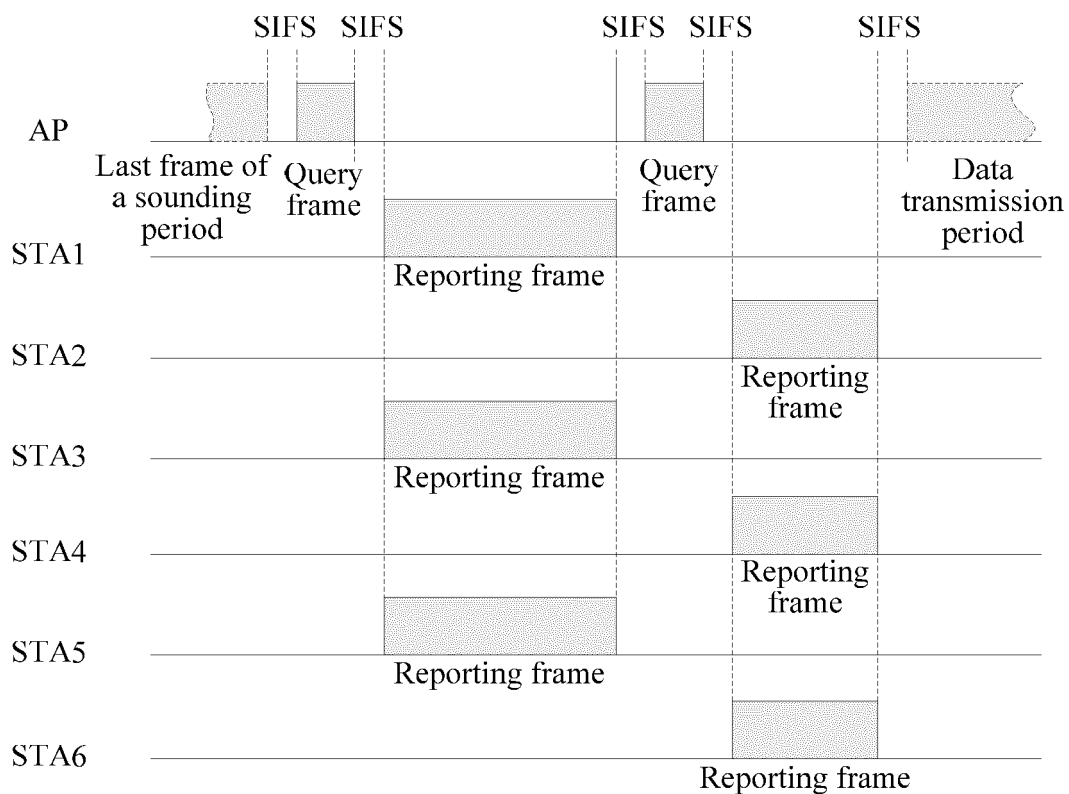 SIFS SIFS SIFS SIFS SIFS
AP
Last frame of
a sounding
period
Query
frame
Query
frame
Data
transmission
period
STA1
Reporting frame
STA2
Reporting
frame
STA3
Reporting frame
STA4
Reporting
frame
STA5
Reporting frame
STA6
Reporting frame